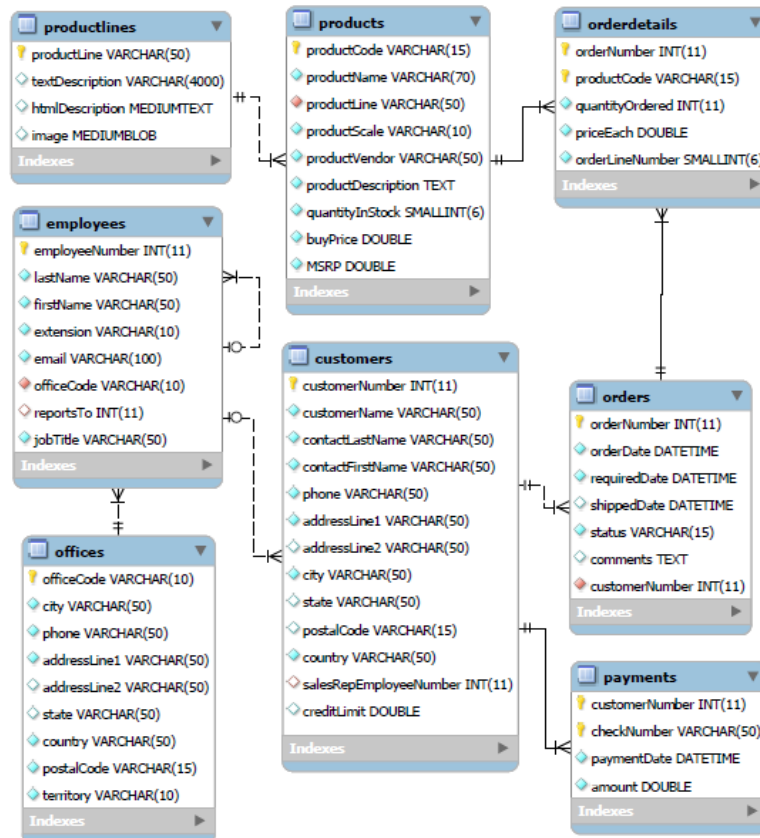 productlines
productLine VARCHAR(50)
textDescription VARCHAR(4000)
htmlDescription MEDIUMTEXT
image MEDIUMBLOB
Indexes
products
productCode VARCHAR(15)
productName VARCHAR(70)
productLine VARCHAR(50)
productScale VARCHAR(10)
productVendor VARCHAR(50)
productDescription TEXT
quantityInStock SMALLINT(6)
buyPrice DOUBLE
MSRP DOUBLE
Indexes
orderdetails
orderNumber INT(11)
productCode VARCHAR(15)
quantityOrdered INT(11)
priceEach DOUBLE
orderLineNumber SMALLINT(6)
Indexes
employees
employeeNumber INT(11)
lastName VARCHAR(50)
firstName VARCHAR(50)
extension VARCHAR(10)
email VARCHAR(100)
officeCode VARCHAR(10)
reportsTo INT(11)
jobTitle VARCHAR(50)
Indexes
customers
customerNumber INT(11)
customerName VARCHAR(50)
contactLastName VARCHAR(50)
contactFirstName VARCHAR(50)
phone VARCHAR(50)
addressLine1 VARCHAR(50)
addressLine2 VARCHAR(50)
city VARCHAR(50)
state VARCHAR(50)
postalCode VARCHAR(15)
country VARCHAR(50)
salesRepEmployeeNumber INT(11)
creditLimit DOUBLE
Indexes
orders
orderNumber INT(11)
orderDate DATETIME
requiredDate DATETIME
shippedDate DATETIME
status VARCHAR(15)
comments TEXT
customerNumber INT(11)
Indexes
offices
officeCode VARCHAR(10)
city VARCHAR(50)
phone VARCHAR(50)
addressLine1 VARCHAR(50)
addressLine2 VARCHAR(50)
state VARCHAR(50)
country VARCHAR(50)
postalCode VARCHAR(15)
territory VARCHAR(10)
Indexes
payments
customerNumber INT(11)
checkNumber VARCHAR(50)
paymentDate DATETIME
amount DOUBLE
Indexes